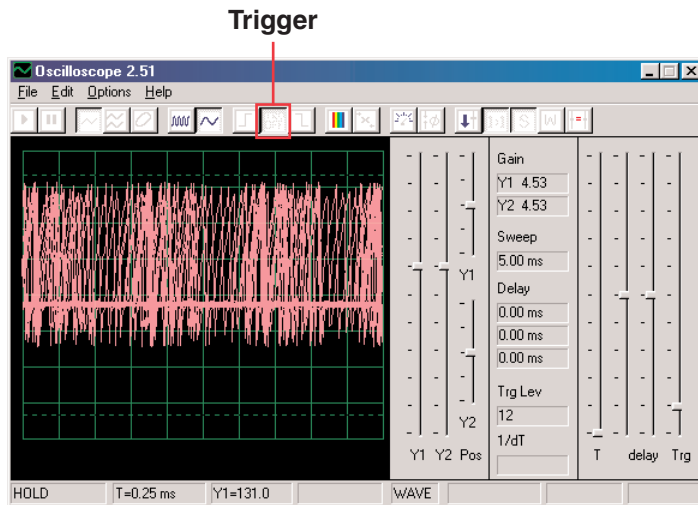 Trigger
Oscilloscope 2.51
File Edit Options Help
Gain
Y1 4.53
Y2 4.53
Sweep
5.00 ms
Y1
Delay
0.00 ms
0.00 ms
0.00 ms
Trg Lev
12
Y2
1/dT
Y1 Y2 Pos
T delay Trg
HOLD T=0.25 ms Y1=131.0 WAVE